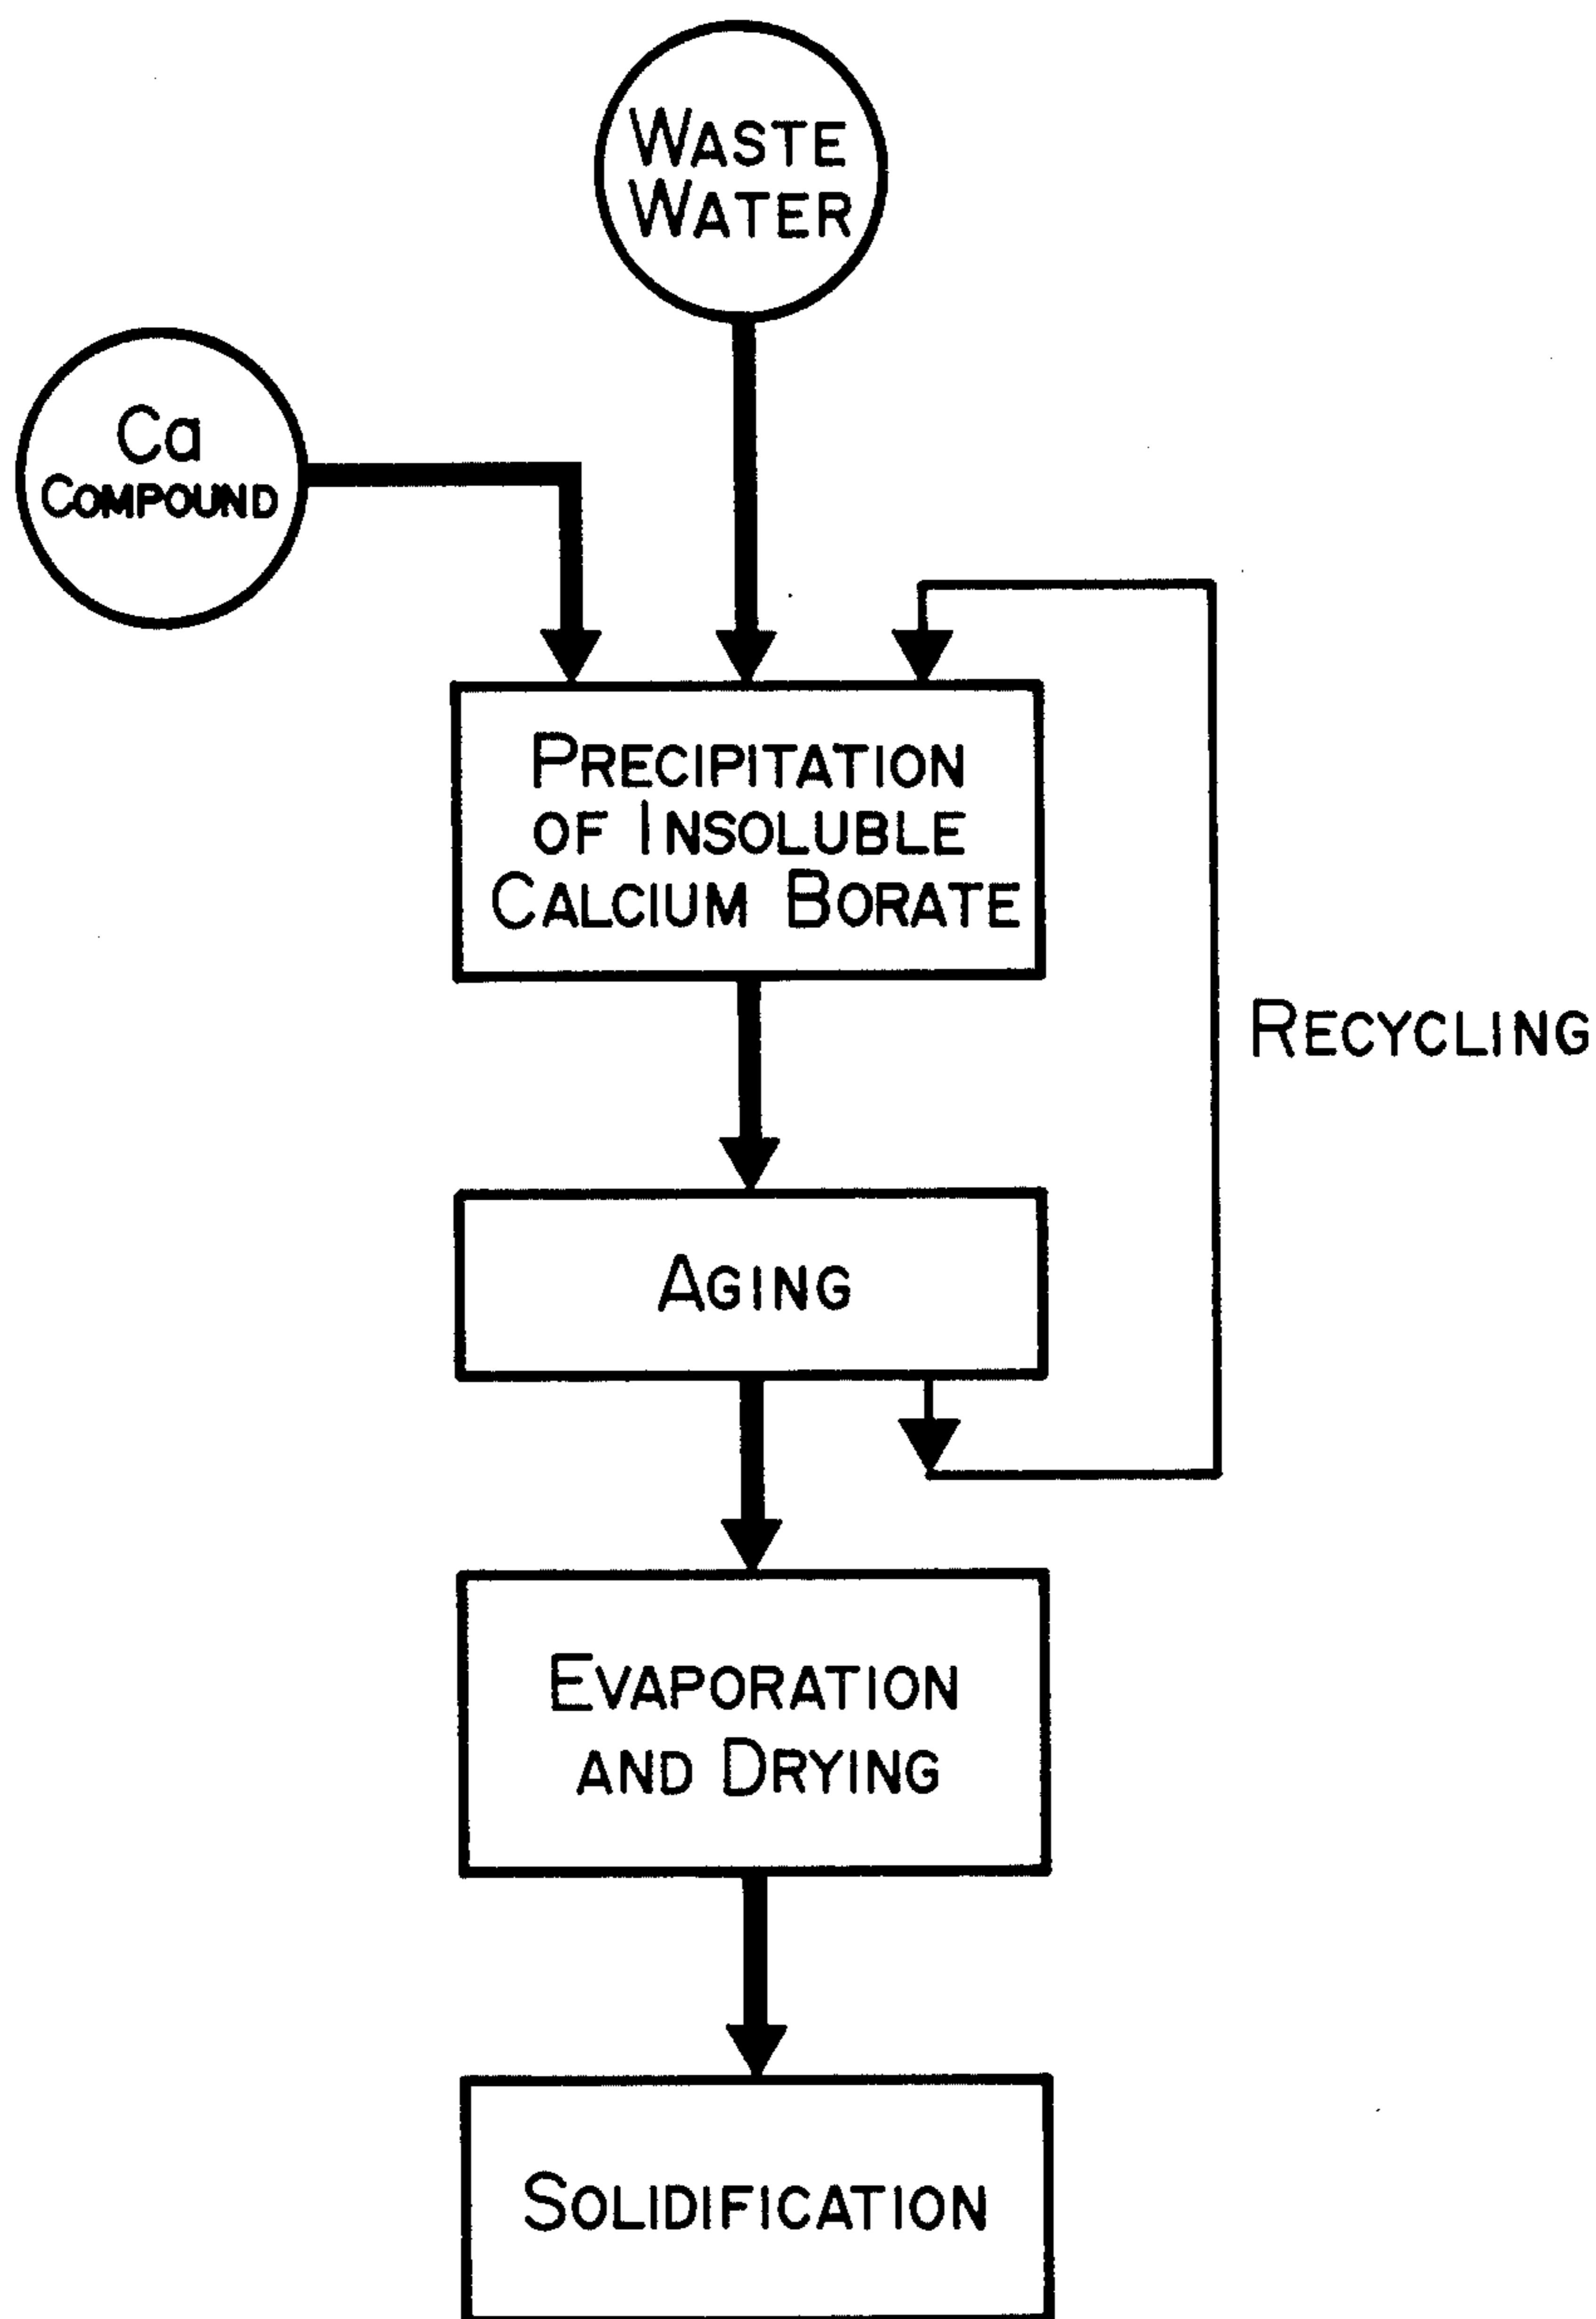 WASTE
WATER
Ca
COMPOUND
PRECIPITATION
OF INSOLUBLE
CALCIUM BORATE
RECYCLING
AGING
EVAPORATION
AND DRYING
SOLIDIFICATION